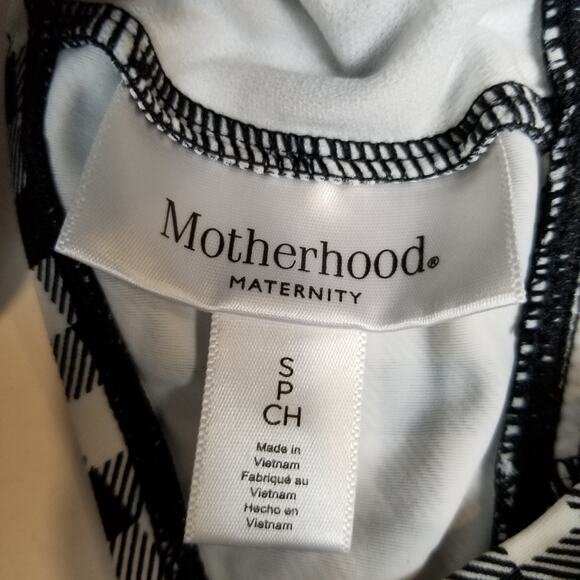 Motherhood®
MATERNITY
S
P
CH
Made in
Vietnam
Fabriqué au
Vietnam
Hecho en
Vietnam